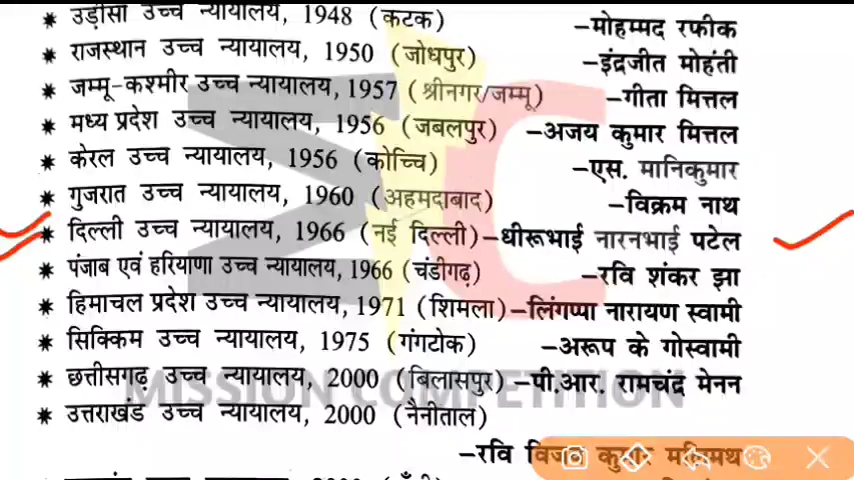 * उड़ीसा उच्च न्यायालय, 1948 (कटक) –मोहम्मद रफीक
* राजस्थान उच्च न्यायालय, 1950 (जोधपुर) –इंद्रजीत मोहंती
* जम्मू-कश्मीर उच्च न्यायालय, 1957 (श्रीनगर/जम्मू) –गीता मित्तल
* मध्य प्रदेश उच्च न्यायालय, 1956 (जबलपुर) –अजय कुमार मित्तल
* केरल उच्च न्यायालय, 1956 (कोच्चि) –एस. मानिकुमार
* गुजरात उच्च न्यायालय, 1960 (अहमदाबाद) –विक्रम नाथ
* दिल्ली उच्च न्यायालय, 1966 (नई दिल्ली)–धीरूभाई नारनभाई पटेल
* पंजाब एवं हरियाणा उच्च न्यायालय, 1966 (चंडीगढ़) –रवि शंकर झा
* हिमाचल प्रदेश उच्च न्यायालय, 1971 (शिमला)–लिंगप्पा नारायण स्वामी
* सिक्किम उच्च न्यायालय, 1975 (गंगटोक) –अरूप के गोस्वामी
* छत्तीसगढ़ उच्च न्यायालय, 2000 (बिलासपुर)–पी.आर. रामचंद्र मेनन
MISSION COMPETITION
* उत्तराखंड उच्च न्यायालय, 2000 (नैनीताल)
–रवि विजय कुमार मलिमथ